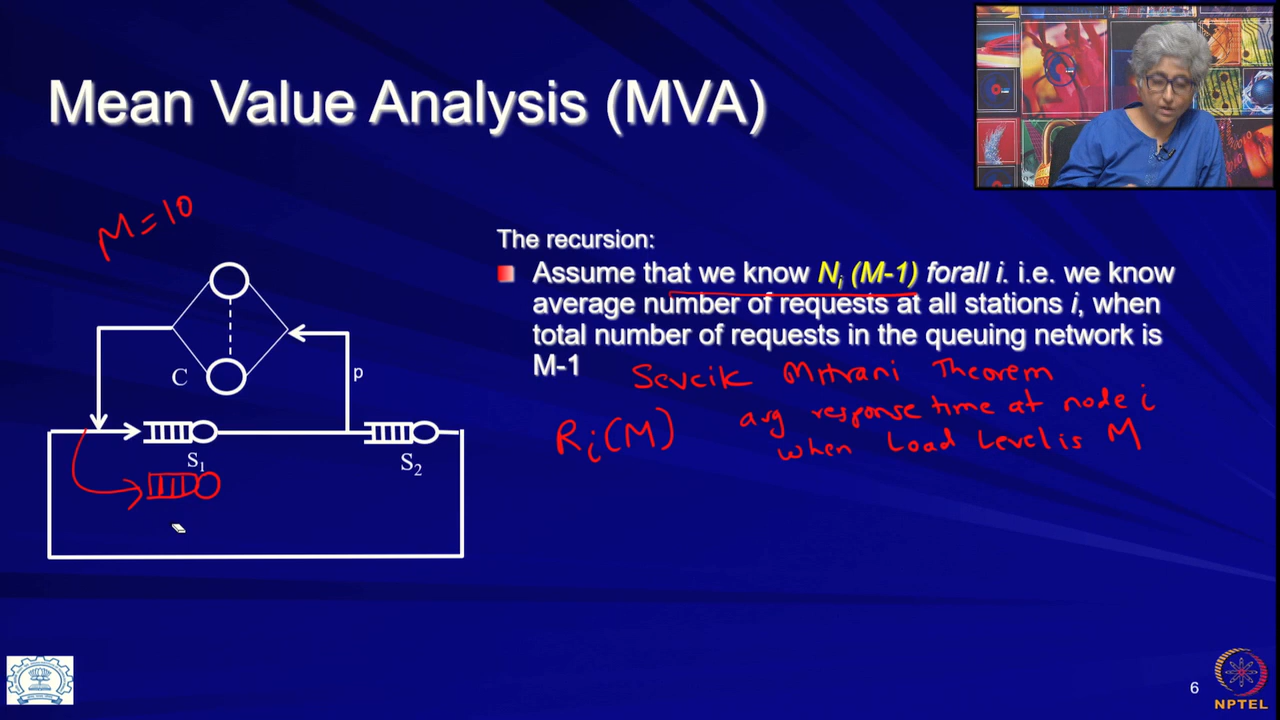 Mean Value Analysis (MVA)
M=10
C
p
S1
S2
The recursion:
Assume that we know Ni (M-1) forall i. i.e. we know
average number of requests at all stations i, when
total number of requests in the queuing network is
M-1
Sevcik Mitrani Theorem
Ri(M) avg response time at node i
when Load Level is M
6
NPTEL